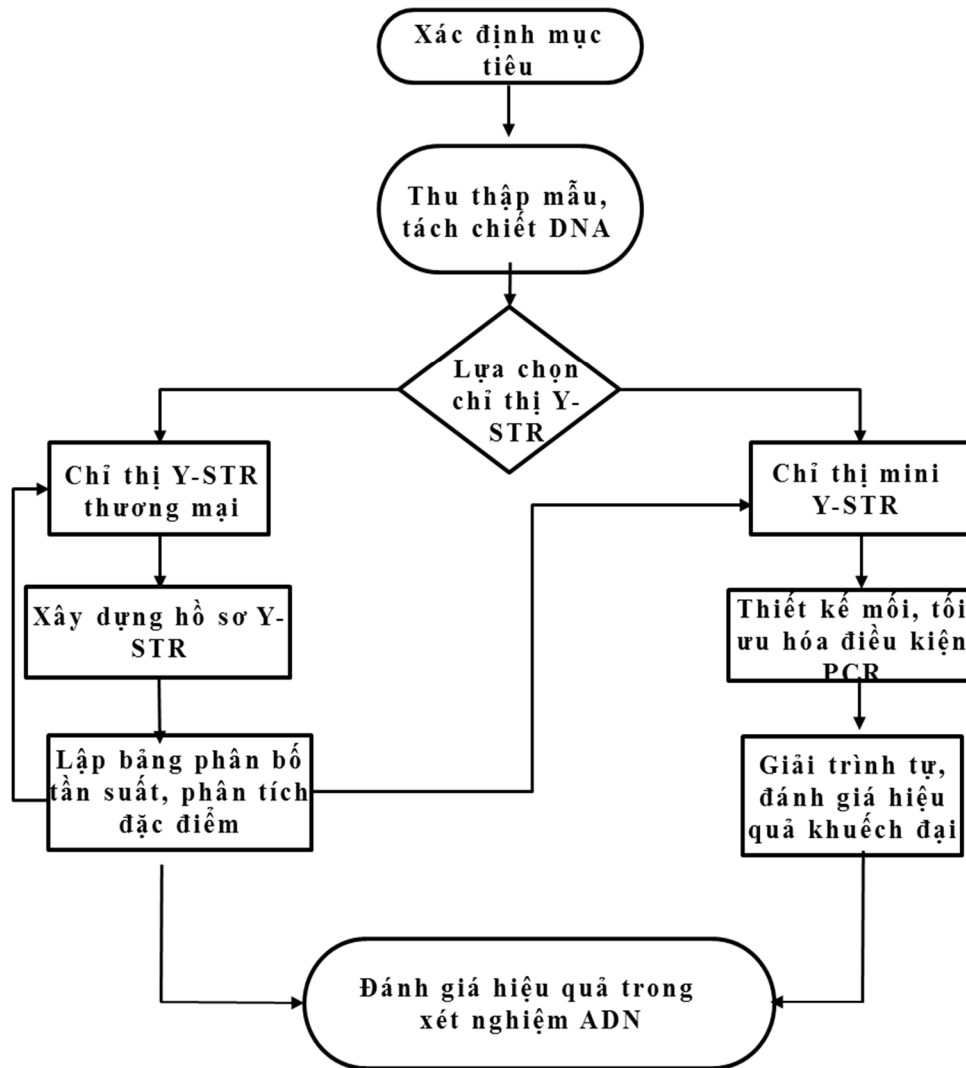 Xác định mục
tiêu
Thu thập mẫu,
tách chiết DNA
Lựa chọn
chỉ thị Y-
STR
Chỉ thị Y-STR
thương mại
Chỉ thị mini
Y-STR
Xây dựng hồ sơ Y-
STR
Thiết kế mối, tối
ưu hóa điều kiện
PCR
Lập bảng phân bố
tần suất, phân tích
đặc điểm
Giải trình tự,
đánh giá hiệu
quả khuếch đại
Đánh giá hiệu quả trong
xét nghiệm ADN